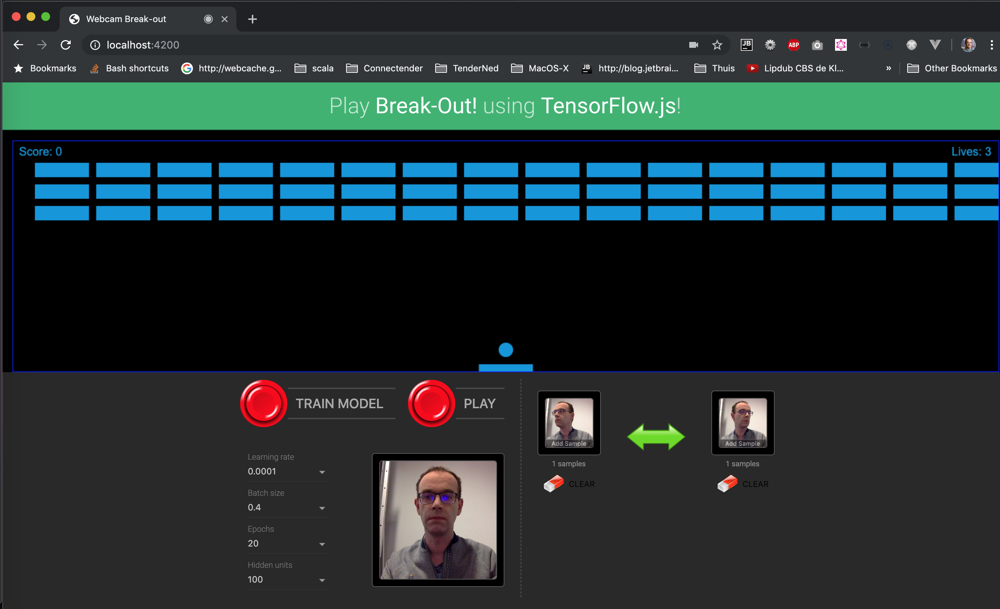 Webcam Break-out
localhost:4200
JB
ABP
Bookmarks
Bash shortcuts
http://webcache.g...
scala
Connectender
TenderNed
MacOS-X
JB
http://blog.jetbrai...
Thuis
Lipdub CBS de Kl...
»
Other Bookmarks
Play Break-Out! using TensorFlow.js!
Score: 0
Lives: 3
TRAIN MODEL
PLAY
Add Sample
Add Sample
1 samples
1 samples
CLEAR
CLEAR
Learning rate
0.0001
Batch size
0.4
Epochs
20
Hidden units
100